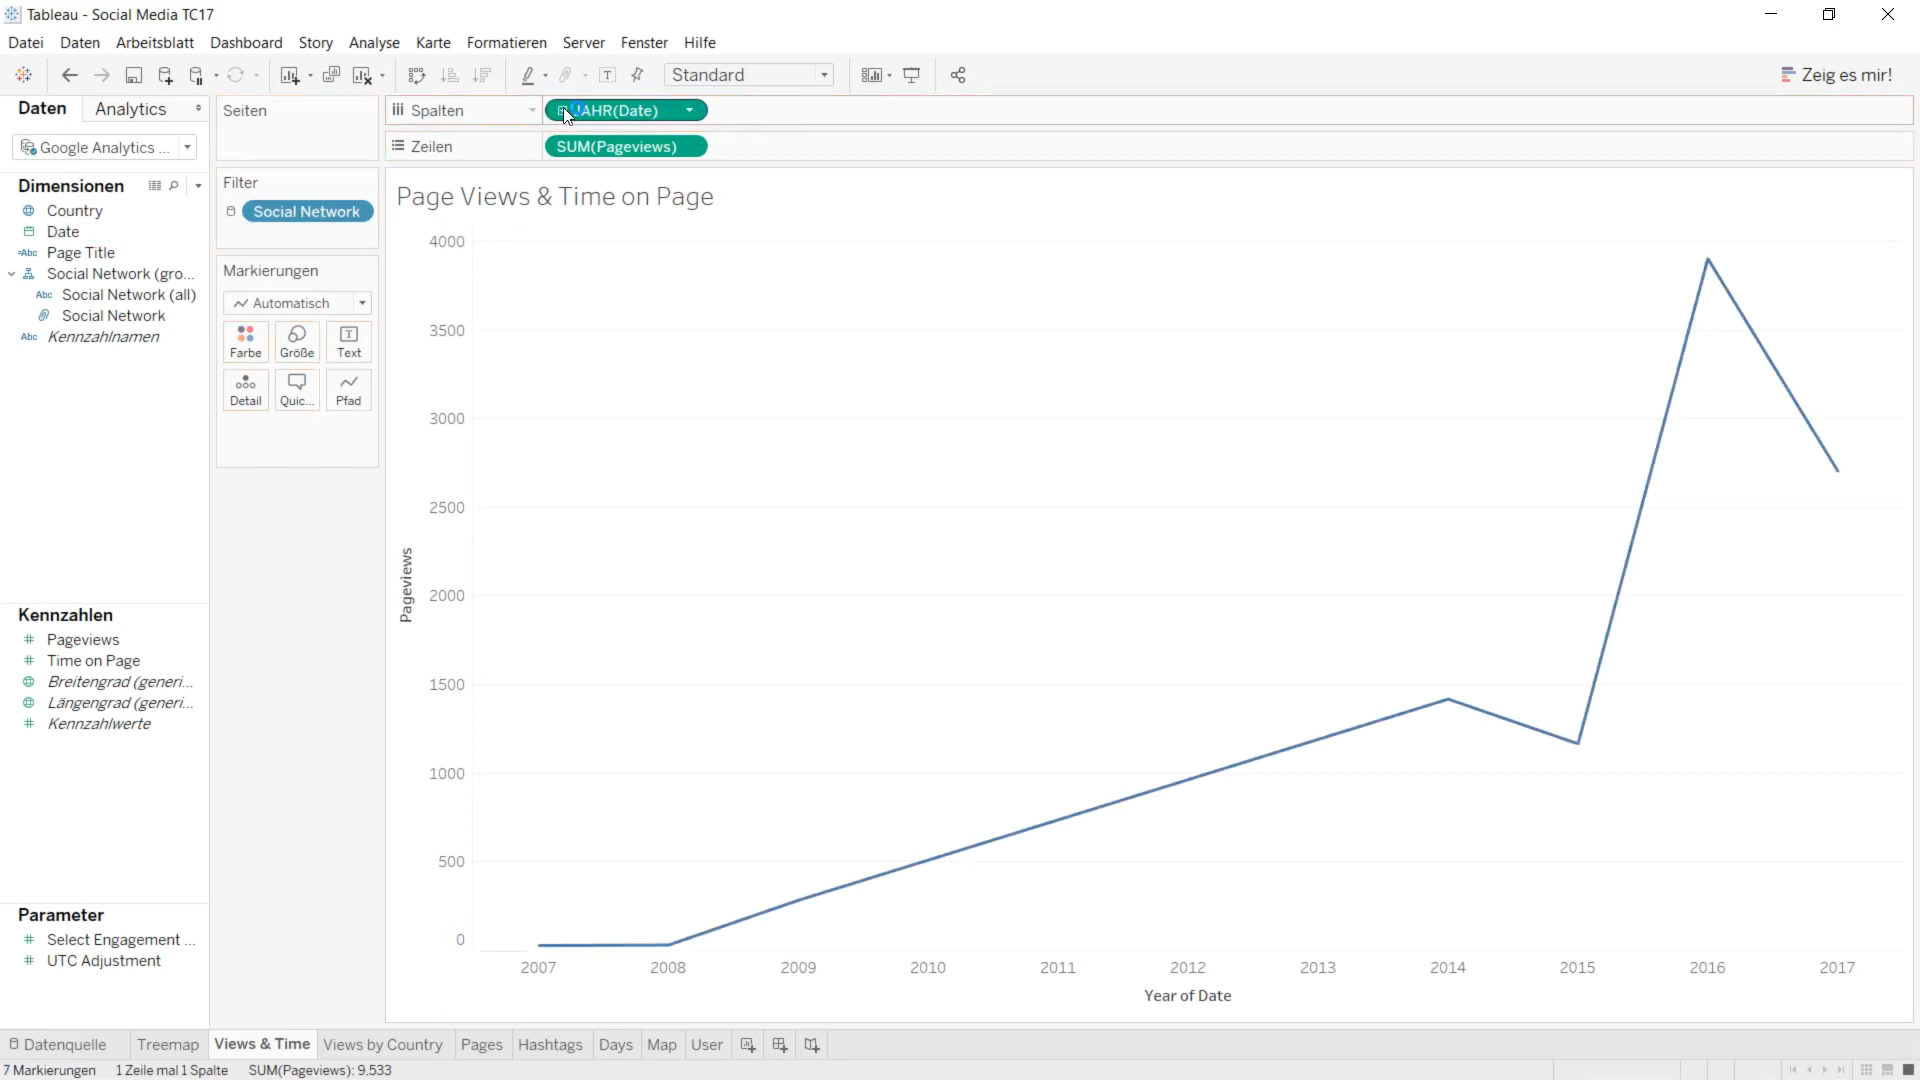 Tableau - Social Media TC17
Datei Daten Arbeitsblatt Dashboard Story Analyse Karte Formatieren Server Fenster Hilfe
Standard
Zeig es mir!
Daten Analytics
Seiten
Spalten
JAHR(Date)
Google Analytics ...
Zeilen
SUM(Pageviews)
Dimensionen
Country
Date
Abc Page Title
Social Network (gro...
Abc Social Network (all)
Social Network
Abc Kennzahlnamen
Filter
Social Network
Markierungen
Automatisch
Farbe Größe Text
Detail Quic... Pfad
Page Views & Time on Page
4000
3500
3000
2500
2000
1500
1000
500
0
Pageviews
2007 2008 2009 2010 2011 2012 2013 2014 2015 2016 2017
Year of Date
Kennzahlen
Pageviews
Time on Page
Breitengrad (generi...
Längengrad (generi...
Kennzahlwerte
Parameter
Select Engagement ...
UTC Adjustment
Datenquelle Treemap Views & Time Views by Country Pages Hashtags Days Map User
7 Markierungen 1 Zeile mal 1 Spalte SUM(Pageviews): 9.533